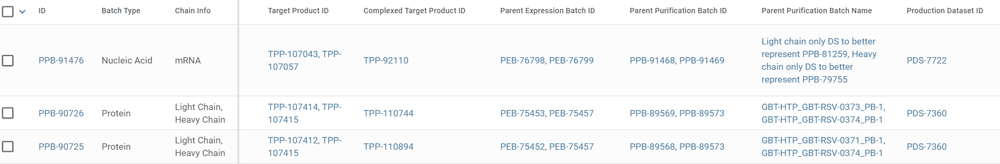 ID Batch Type Chain Info Target Product ID Complexed Target Product ID Parent Expression Batch ID Parent Purification Batch ID Parent Purification Batch Name Production Dataset ID
PPB-91476 Nucleic Acid mRNA
TPP-107043, TPP-
107057
TPP-92110 PEB-76798, PEB-76799 PPB-91468, PPB-91469
Light chain only DS to better
represent PPB-81259, Heavy
chain only DS to better
represent PPB-79755
PDS-7722
PPB-90726 Protein
Light Chain,
Heavy Chain
TPP-107414, TPP-
107415
TPP-110744 PEB-75453, PEB-75457 PPB-89569, PPB-89573
GBT-HTP_GBT-RSV-0373_PB-1,
GBT-HTP_GBT-RSV-0374_PB-1
PDS-7360
PPB-90725 Protein
Light Chain,
Heavy Chain
TPP-107412, TPP-
107415
TPP-110894 PEB-75452, PEB-75457 PPB-89568, PPB-89573
GBT-HTP_GBT-RSV-0371_PB-1,
GBT-HTP_GBT-RSV-0374_PB-1
PDS-7360